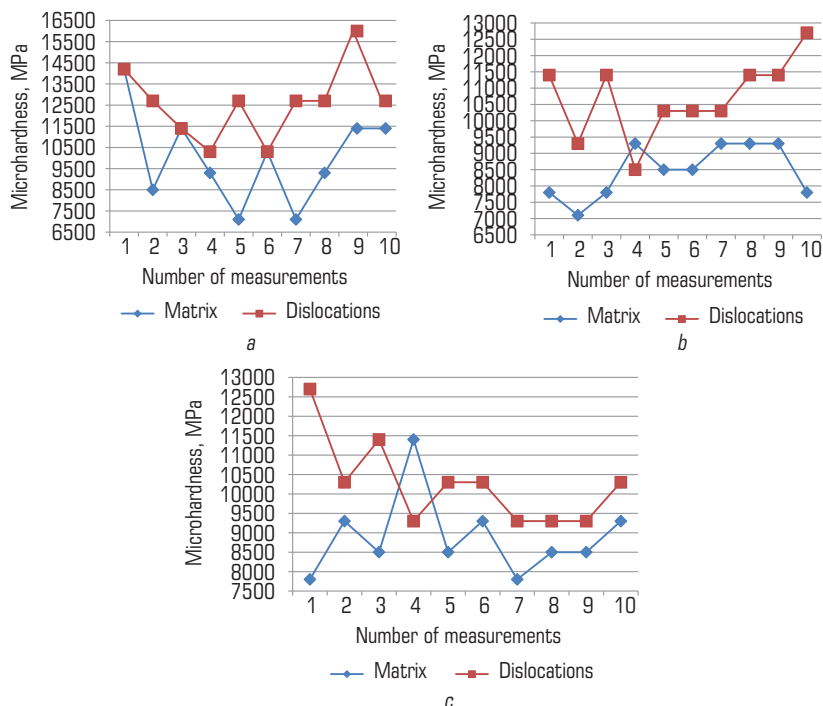 Microhardness, MPa
16500
15500
14500
13500
12500
11500
10500
9500
8500
7500
6500
1 2 3 4 5 6 7 8 9 10
Number of measurements
Matrix Dislocations
a
Microhardness, MPa
13000
12500
12000
11500
11000
10500
10000
9500
9000
8500
8000
7500
7000
6500
1 2 3 4 5 6 7 8 9 10
Number of measurements
Matrix Dislocations
b
Microhardness, MPa
13000
12500
12000
11500
11000
10500
10000
9500
9000
8500
8000
7500
1 2 3 4 5 6 7 8 9 10
Number of measurements
Matrix Dislocations
c